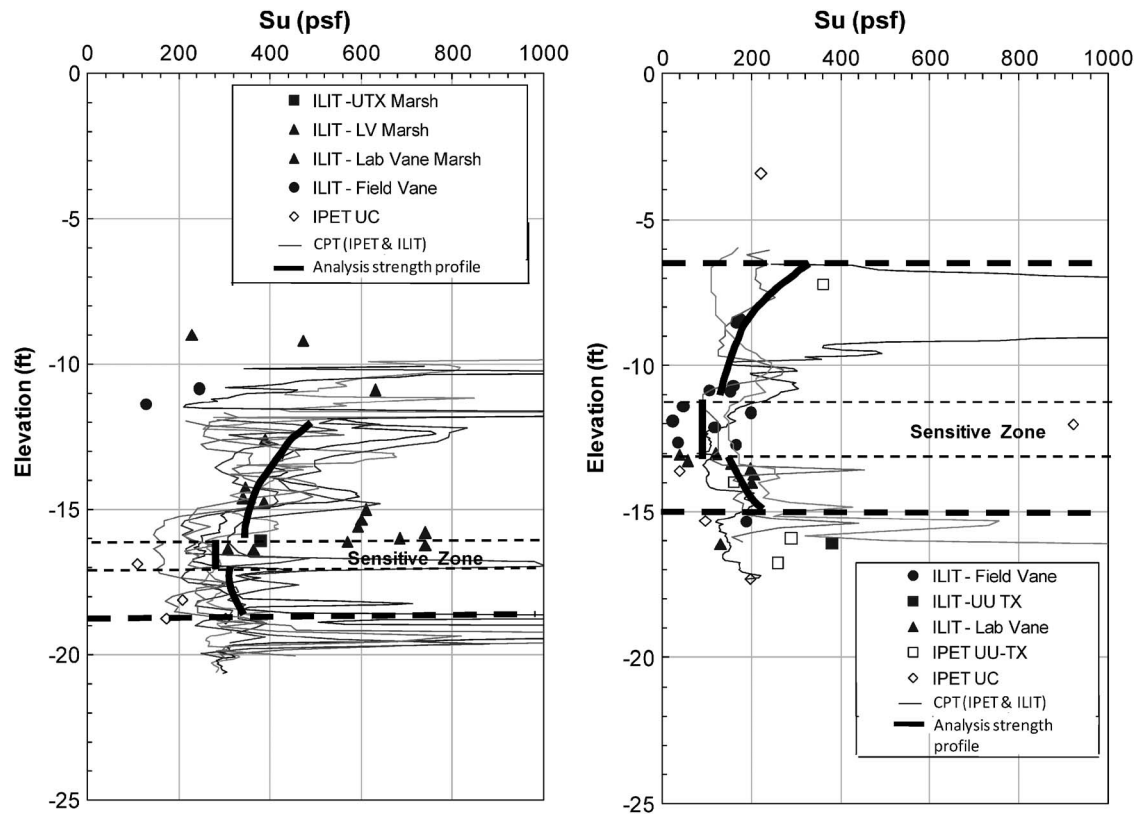 Su (psf)
0 200 400 600 800 1000
0
-5
-10
-15
-20
-25
Elevation (ft)
ILIT -UTX Marsh
ILIT - LV Marsh
ILIT - Lab Vane Marsh
ILIT - Field Vane
IPET UC
CPT (IPET & ILIT)
Analysis strength profile
Sensitive Zone
Su (psf)
0 200 400 600 800 1000
0
-5
-10
-15
-20
-25
Elevation (ft)
Sensitive Zone
ILIT - Field Vane
ILIT -UU TX
ILIT - Lab Vane
IPET UU-TX
IPET UC
CPT (IPET & ILIT)
Analysis strength
profile